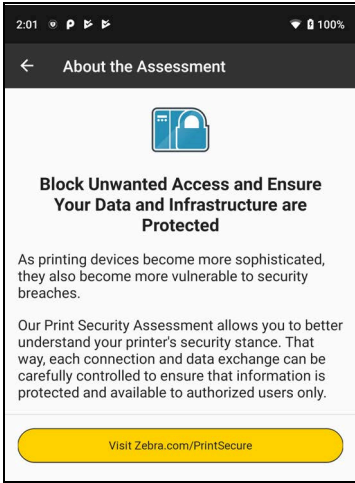 2:01 100%
About the Assessment
Block Unwanted Access and Ensure
Your Data and Infrastructure are
Protected
As printing devices become more sophisticated,
they also become more vulnerable to security
breaches.
Our Print Security Assessment allows you to better
understand your printer's security stance. That
way, each connection and data exchange can be
carefully controlled to ensure that information is
protected and available to authorized users only.
Visit Zebra.com/PrintSecure